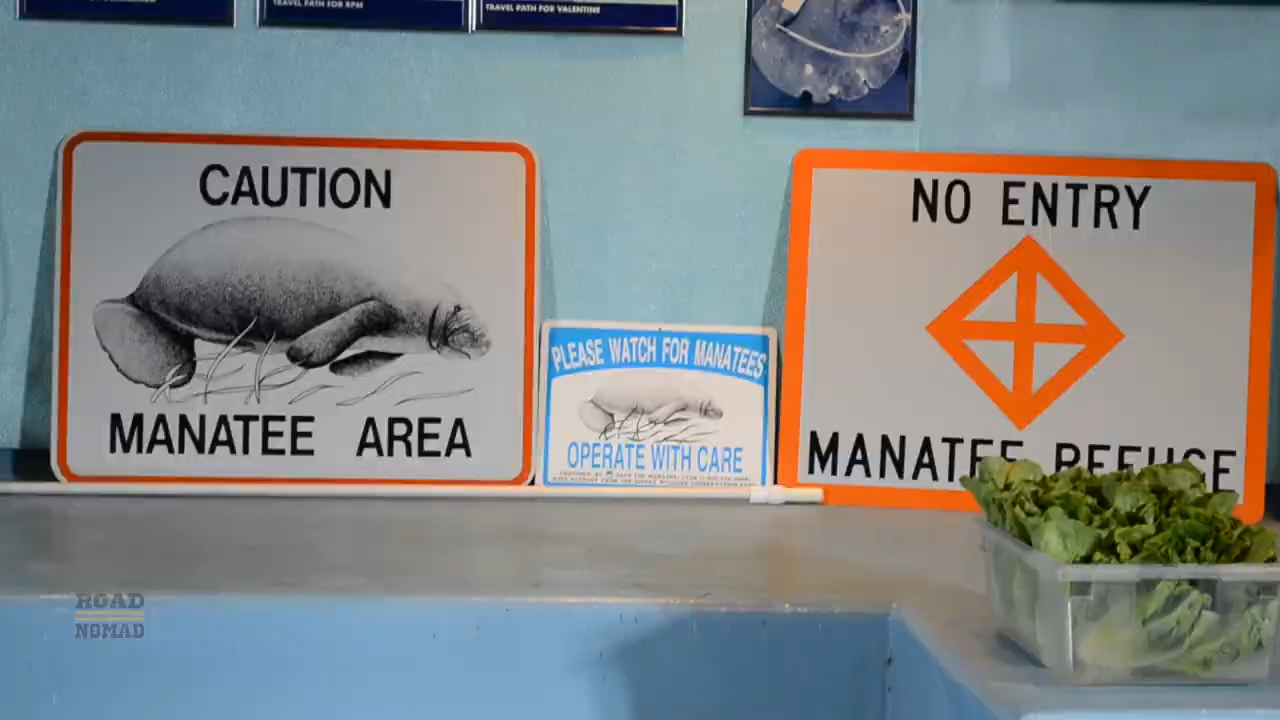 TRAVEL PATH FOR RPM
TRAVEL PATH FOR VALENTINE
CAUTION
MANATEE AREA
PLEASE WATCH FOR MANATEES
OPERATE WITH CARE
NO ENTRY
MANATEE REFUGE
ROAD
NOMAD